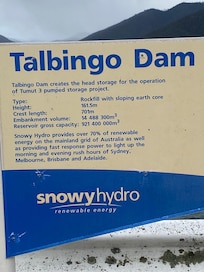 Talbingo Dam
Talbingo Dam creates the head storage for the operation
of Tumut 3 pumped storage project.
Type: Rockfill with sloping earth core
Height: 161.5m
Crest length: 701m
Embankment volume: 14 488 300m³
Reservoir gross capacity: 921 400 000m³
Snowy Hydro provides over 70% of renewable
energy on the mainland grid of Australia as well
as providing fast response power to light up the
morning and evening rush hours of Sydney,
Melbourne, Brisbane and Adelaide.
snowyhydro
renewable energy